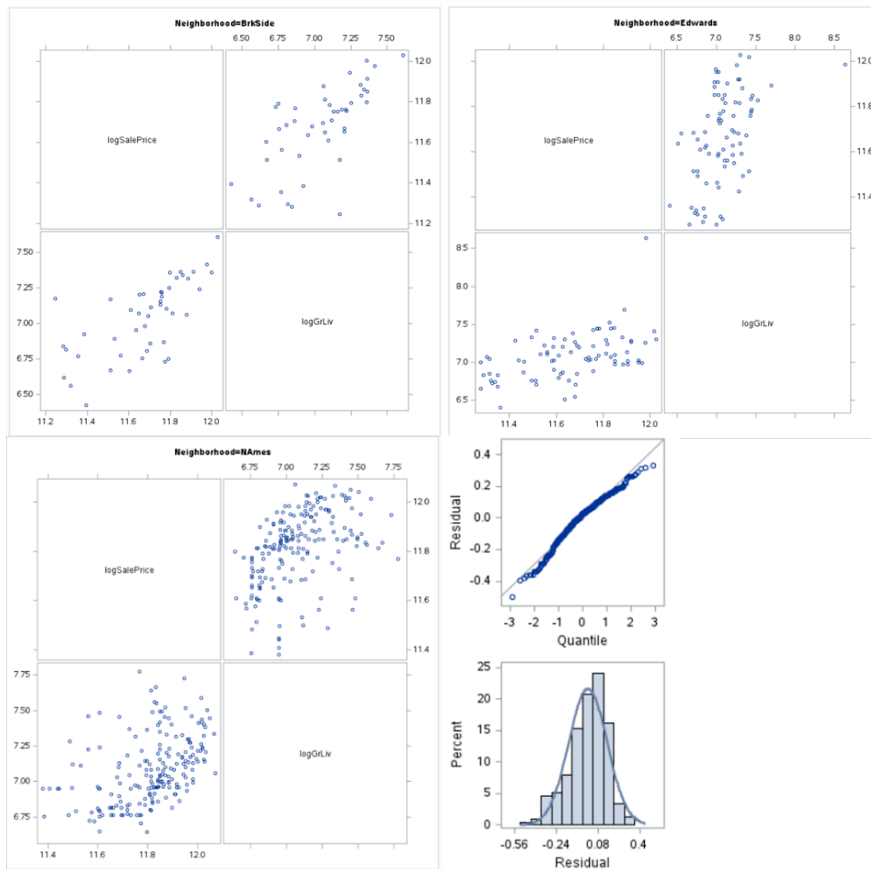 Neighborhood=BrkSide
6.50 6.75 7.00 7.25 7.50
logSalePrice
12.0
11.8
11.6
11.4
11.2
7.50
7.25
7.00
6.75
6.50
logGrLiv
11.2 11.4 11.6 11.8 12.0
Neighborhood=Edwards
6.5 7.0 7.5 8.0 8.5
logSalePrice
12.0
11.8
11.6
11.4
8.5
8.0
7.5
7.0
6.5
logGrLiv
11.4 11.6 11.8 12.0
Neighborhood=NAmes
6.75 7.00 7.25 7.50 7.75
logSalePrice
12.0
11.8
11.6
11.4
7.75
7.50
7.25
7.00
6.75
logGrLiv
11.4 11.6 11.8 12.0
Residual
0.4
0.2
0.0
-0.2
-0.4
-3 -2 -1 0 1 2 3
Quantile
Percent
25
20
15
10
5
0
-0.56 -0.24 0.08 0.4
Residual